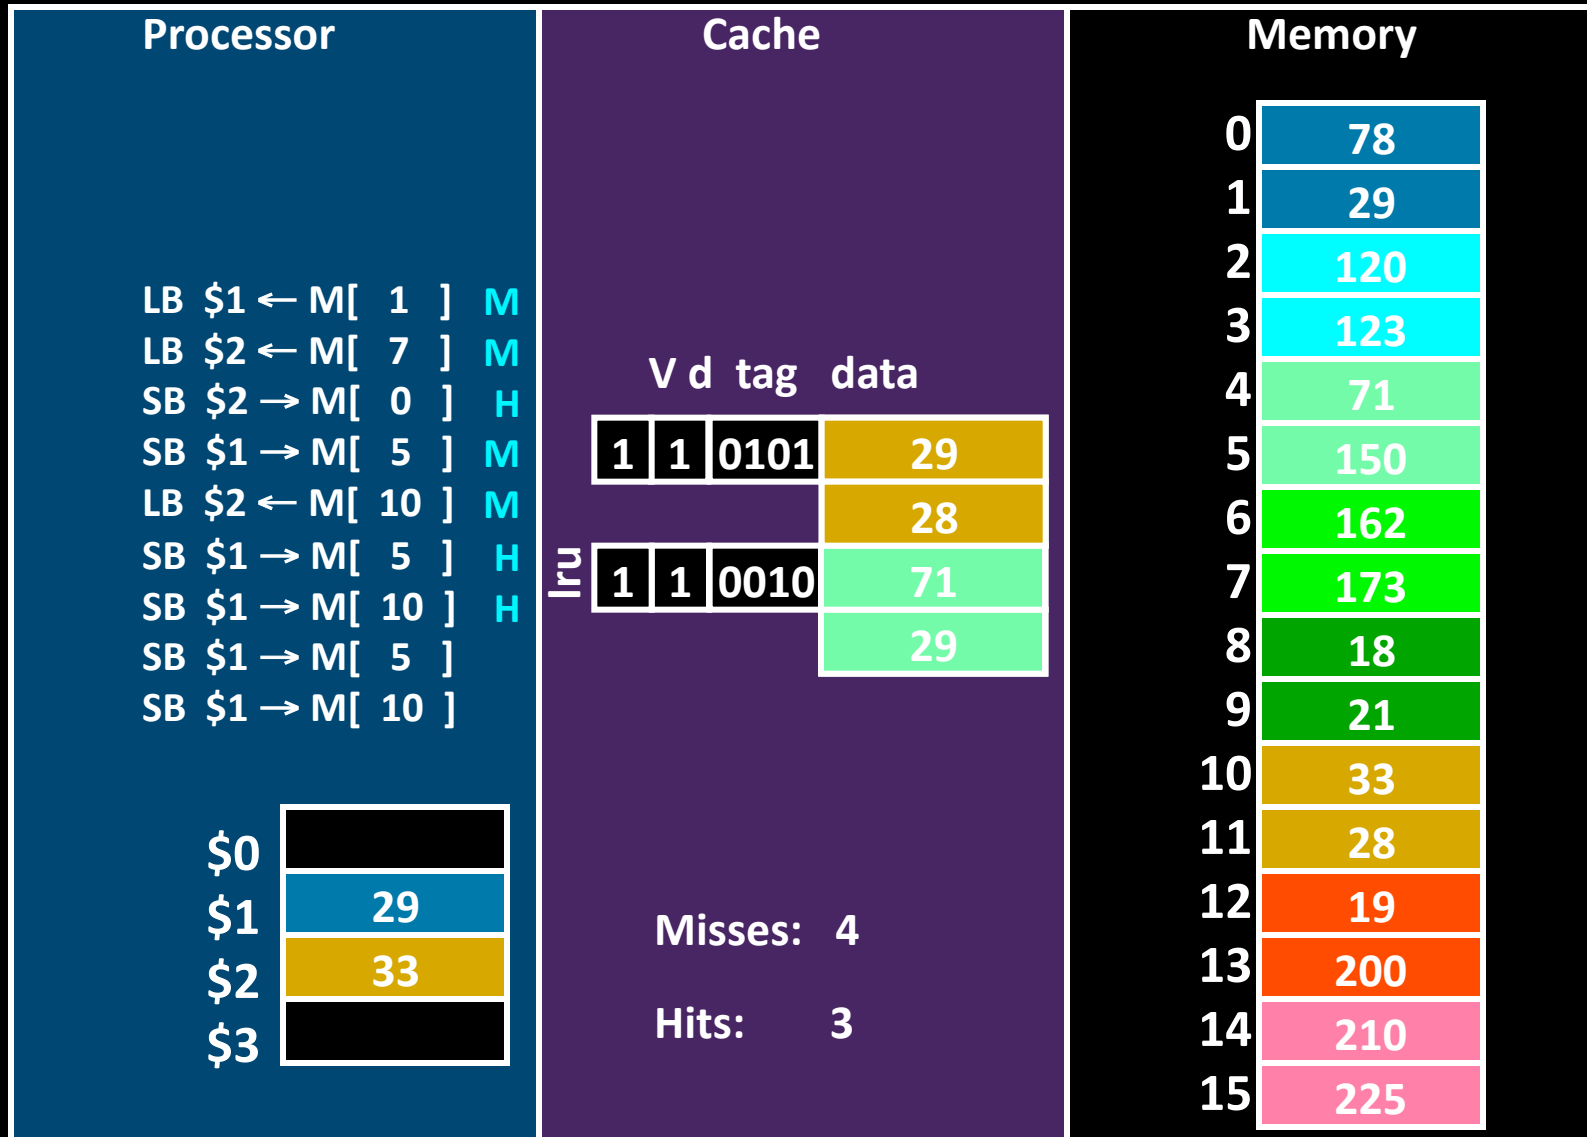 Processor
LB $1 ← M[ 1 ] M
LB $2 ← M[ 7 ] M
SB $2 → M[ 0 ] H
SB $1 → M[ 5 ] M
LB $2 ← M[ 10 ] M
SB $1 → M[ 5 ] H
SB $1 → M[ 10 ] H
SB $1 → M[ 5 ]
SB $1 → M[ 10 ]
$0
$1 29
$2 33
$3
Cache
V d tag data
1 1 0101 29
28
lru 1 1 0010 71
29
Misses: 4
Hits: 3
Memory
0 78
1 29
2 120
3 123
4 71
5 150
6 162
7 173
8 18
9 21
10 33
11 28
12 19
13 200
14 210
15 225